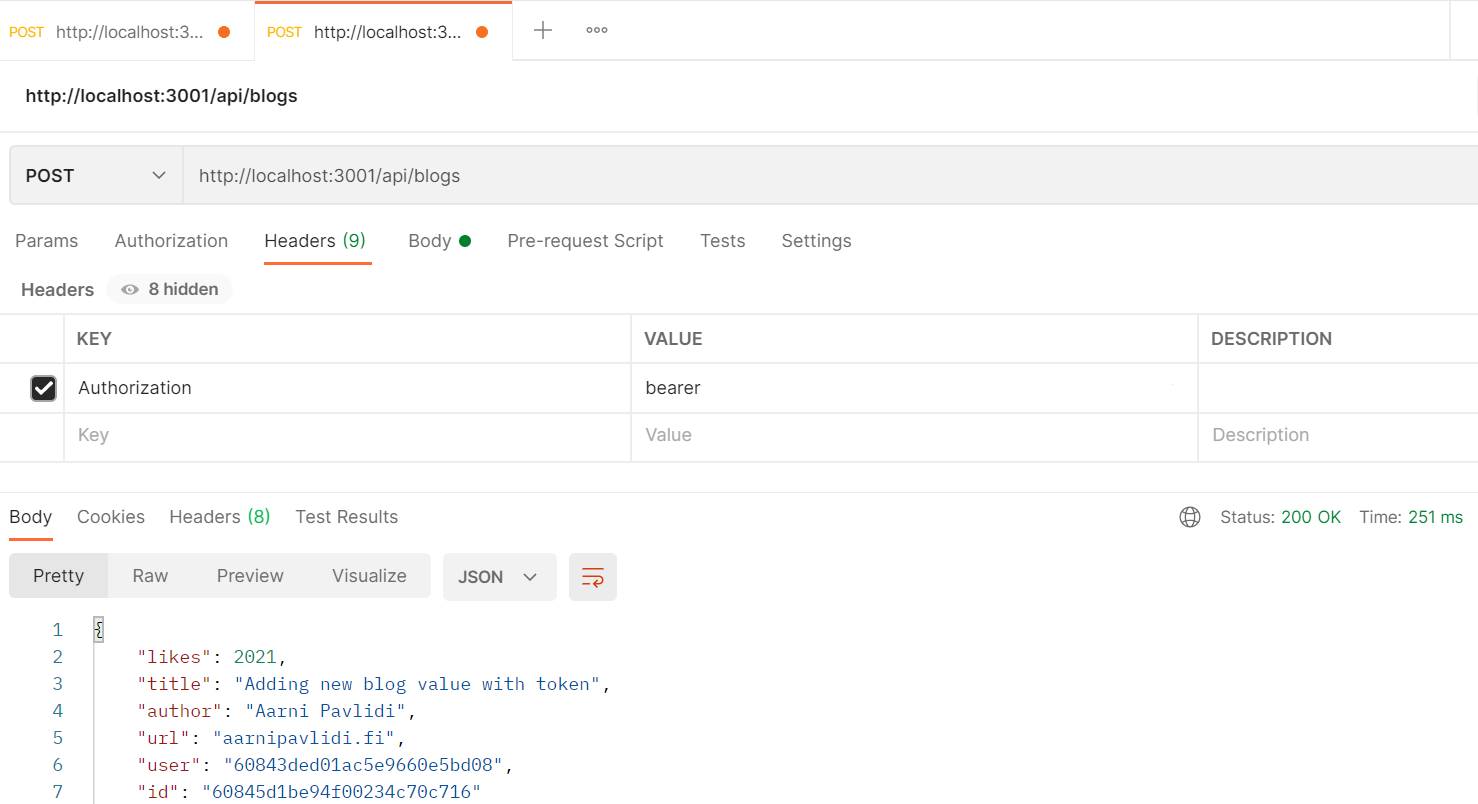 POST http://localhost:3... POST http://localhost:3...
http://localhost:3001/api/blogs
POST http://localhost:3001/api/blogs
Params Authorization Headers (9) Body Pre-request Script Tests Settings
Headers 8 hidden
KEY VALUE DESCRIPTION
Authorization bearer
Key Value Description
Body Cookies Headers (8) Test Results Status: 200 OK Time: 251 ms
Pretty Raw Preview Visualize JSON
1 {
2 "likes": 2021,
3 "title": "Adding new blog value with token",
4 "author": "Aarni Pavlidi",
5 "url": "aarnipavlidi.fi",
6 "user": "60843ded01ac5e9660e5bd08",
7 "id": "60845d1be94f00234c70c716"